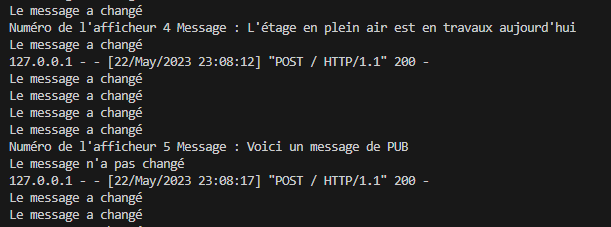 Le message a changé
Numéro de l'afficheur 4 Message : L'étage en plein air est en travaux aujourd'hui
Le message a changé
127.0.0.1 - - [22/May/2023 23:08:12] "POST / HTTP/1.1" 200 -
Le message a changé
Le message a changé
Le message a changé
Le message a changé
Numéro de l'afficheur 5 Message : Voici un message de PUB
Le message n'a pas changé
127.0.0.1 - - [22/May/2023 23:08:17] "POST / HTTP/1.1" 200 -
Le message a changé
Le message a changé